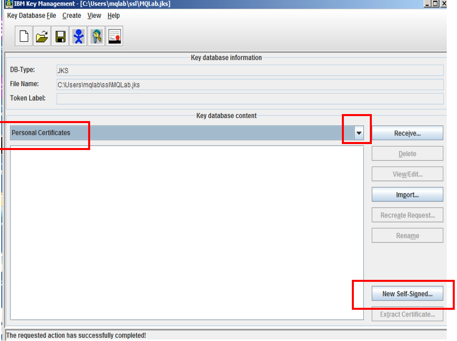 IBM Key Management - [C:\Users\mqlab\ssl\MQLab.jks]
Key Database File Create View Help
Key database information
DB-Type: JKS
File Name: C:\Users\mqlab\ssl\MQLab.jks
Token Label:
Key database content
Personal Certificates
Receive...
Delete
View/Edit...
Import...
Recreate Request...
Rename
New Self-Signed...
Extract Certificate...
The requested action has successfully completed!